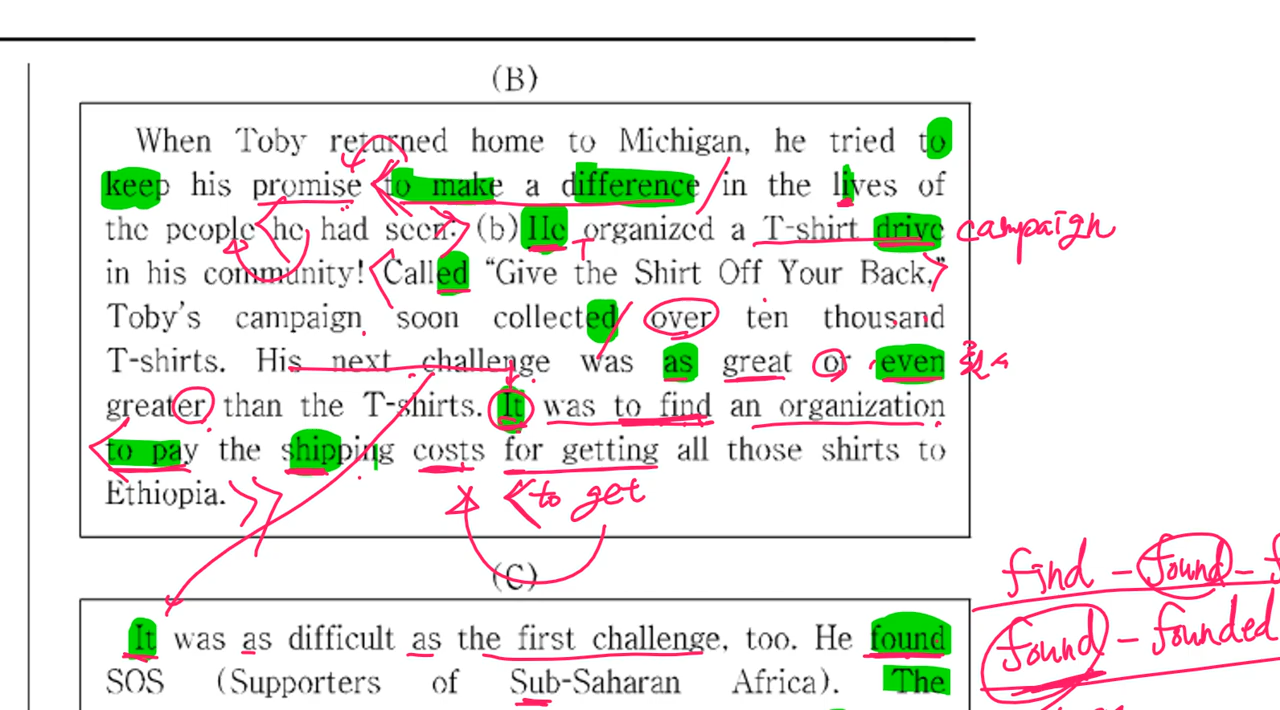 (B)
When Toby returned home to Michigan, he tried to
keep his promise to make a difference in the lives of
the people he had seen. (b) He organized a T-shirt drive campaign
in his community! Called “Give the Shirt Off Your Back,”
Toby's campaign soon collected over ten thousand
T-shirts. His next challenge was as great or even
greater than the T-shirts. It was to find an organization
to pay the shipping costs for getting all those shirts to
Ethiopia.
to get
(C)
find - found -
It was as difficult as the first challenge, too. He found
found - founded
SOS (Supporters of Sub-Saharan Africa). The